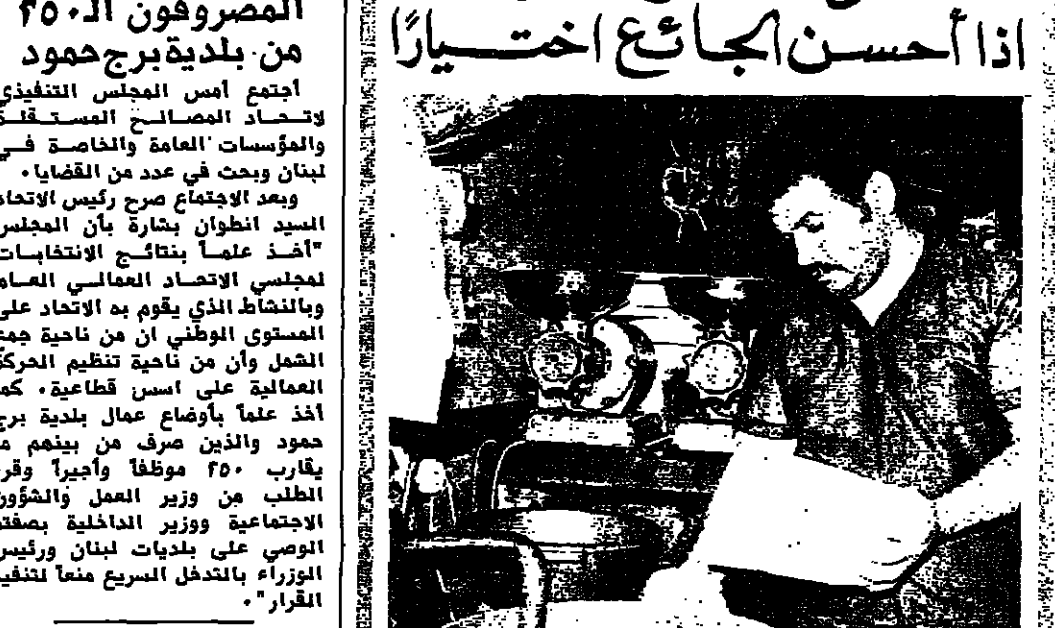 اذا أحسن الجائع اختيارًا
المصروفون الـ ٢٥٠
من بلدية برج حمود
أجتمع أمس المجلس التنفيذي
لاتحاد المصالح المستقلة
والمؤسسات العامة والخاصة في
لبنان وبحث في عدد من القضايا.
وبعد الاجتماع صرح رئيس الاتحاد
السيد انطوان بشارة بأن المجلس
"أخذ علماً بنتائج الانتخابات
لمجلسي الاتحاد العمالي العام
وبالنشاط الذي يقوم به الاتحاد على
المستوى الوطني ان من ناحية جمع
الشمل وأن من ناحية تنظيم الحركة
العمالية على اسس قطاعية. كما
أخذ علماً بأوضاع عمال بلدية برج
حمود والذين صرف من بينهم ما
يقارب ٢٥٠ موظفاً وأجيراً وقرر
الطلب من وزير العمل والشؤون
الاجتماعية ووزير الداخلية بصفته
الوصي على بلديات لبنان ورئيس
الوزراء بالتدخل السريع منعاً لتنفيذ
القرار".